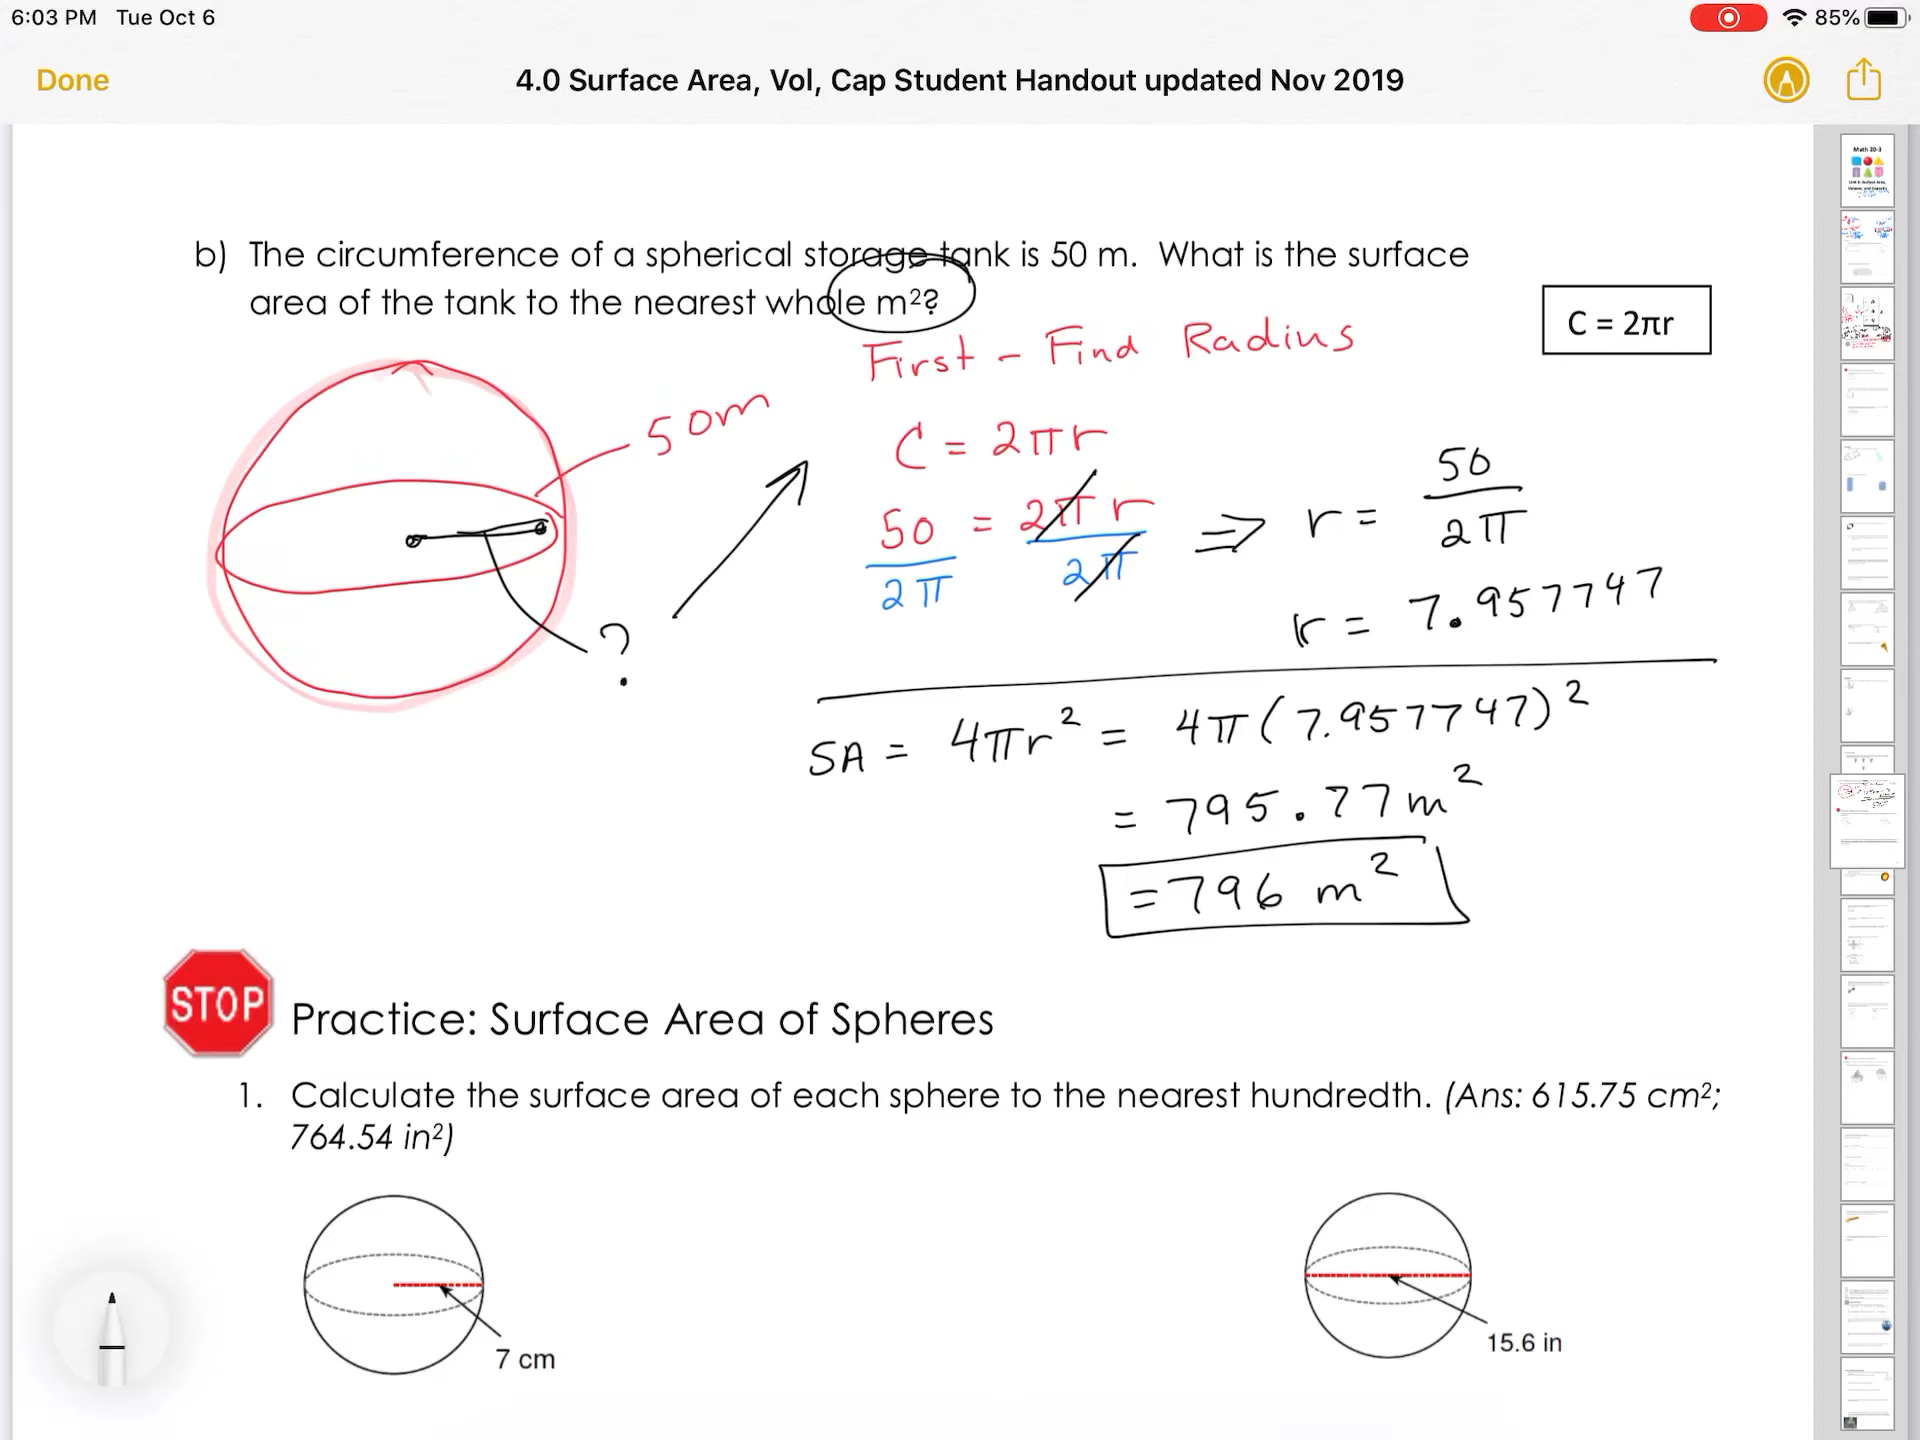 6:03 PM Tue Oct 6
85%
Done
4.0 Surface Area, Vol, Cap Student Handout updated Nov 2019
b) The circumference of a spherical storage tank is 50 m. What is the surface
area of the tank to the nearest whole m²?
C = 2πr
First - Find Radius
50m
C = 2πr
50 = 2πr
2π 2π
⇒ r = 50
2π
r = 7.957747
?
SA = 4πr² = 4π(7.957747)²
= 795.77m²
= 796 m²
STOP
Practice: Surface Area of Spheres
1. Calculate the surface area of each sphere to the nearest hundredth. (Ans: 615.75 cm²;
764.54 in²)
7 cm
15.6 in
Math 20-3